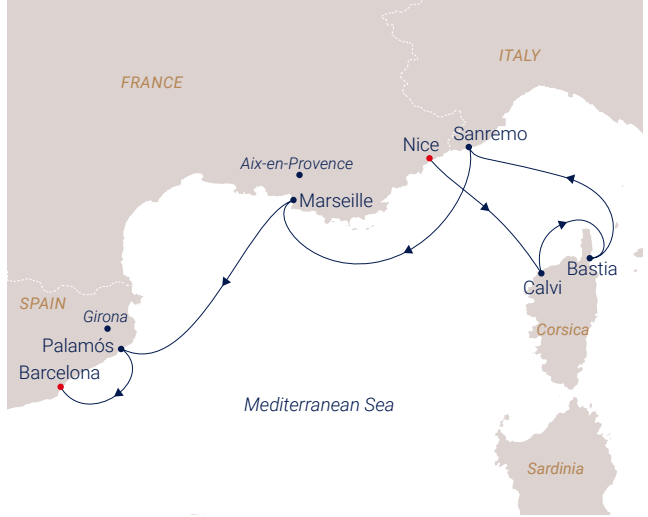 ITALY
FRANCE
Sanremo
Nice
Aix-en-Provence
Marseille
Bastia
Calvi
SPAIN
Girona
Corsica
Palamós
Barcelona
Mediterranean Sea
Sardinia